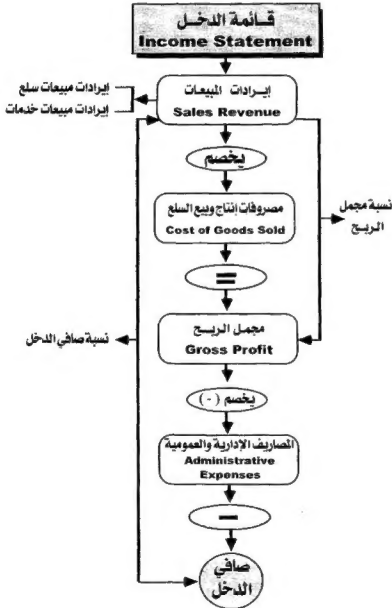 قائمة الدخل
Income Statement
إيرادات المبيعات
Sales Revenue
إيرادات مبيعات سلع
إيرادات مبيعات خدمات
يخصم
مصروفات إنتاج وبيع السلع
Cost of Goods Sold
نسبة مجمل
الربح
=
مجمل الربح
Gross Profit
نسبة صافي الدخل
يخصم (-)
المصاريف الإدارية والعمومية
Administrative
Expenses
—
صافي
الدخل